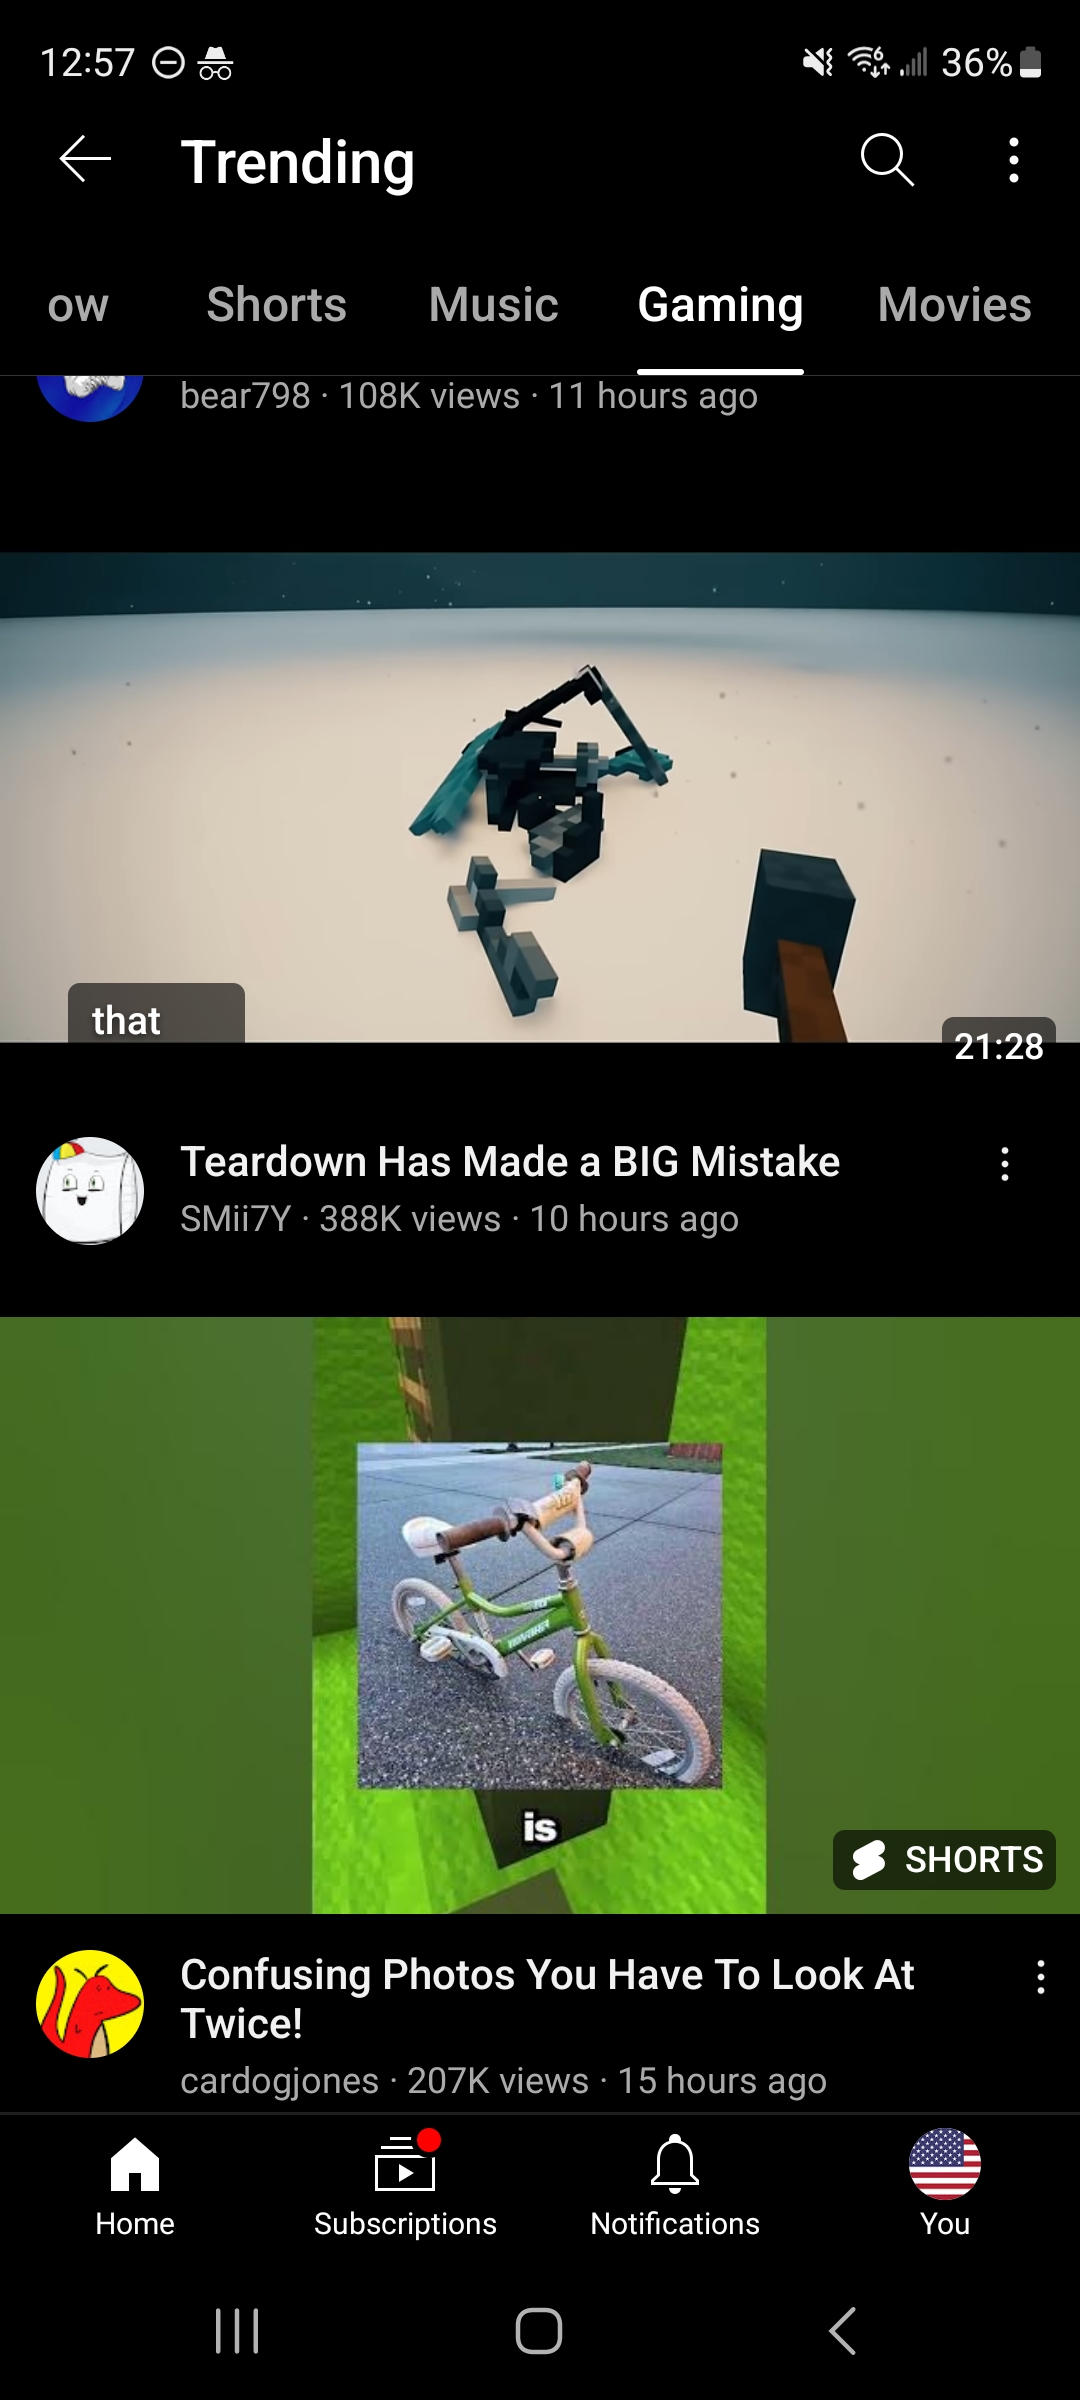 12:57
36%
Trending
ow Shorts Music Gaming Movies
bear798 · 108K views · 11 hours ago
that
21:28
Teardown Has Made a BIG Mistake
SMii7Y · 388K views · 10 hours ago
is
SHORTS
Confusing Photos You Have To Look At
Twice!
cardogjones · 207K views · 15 hours ago
Home Subscriptions Notifications You